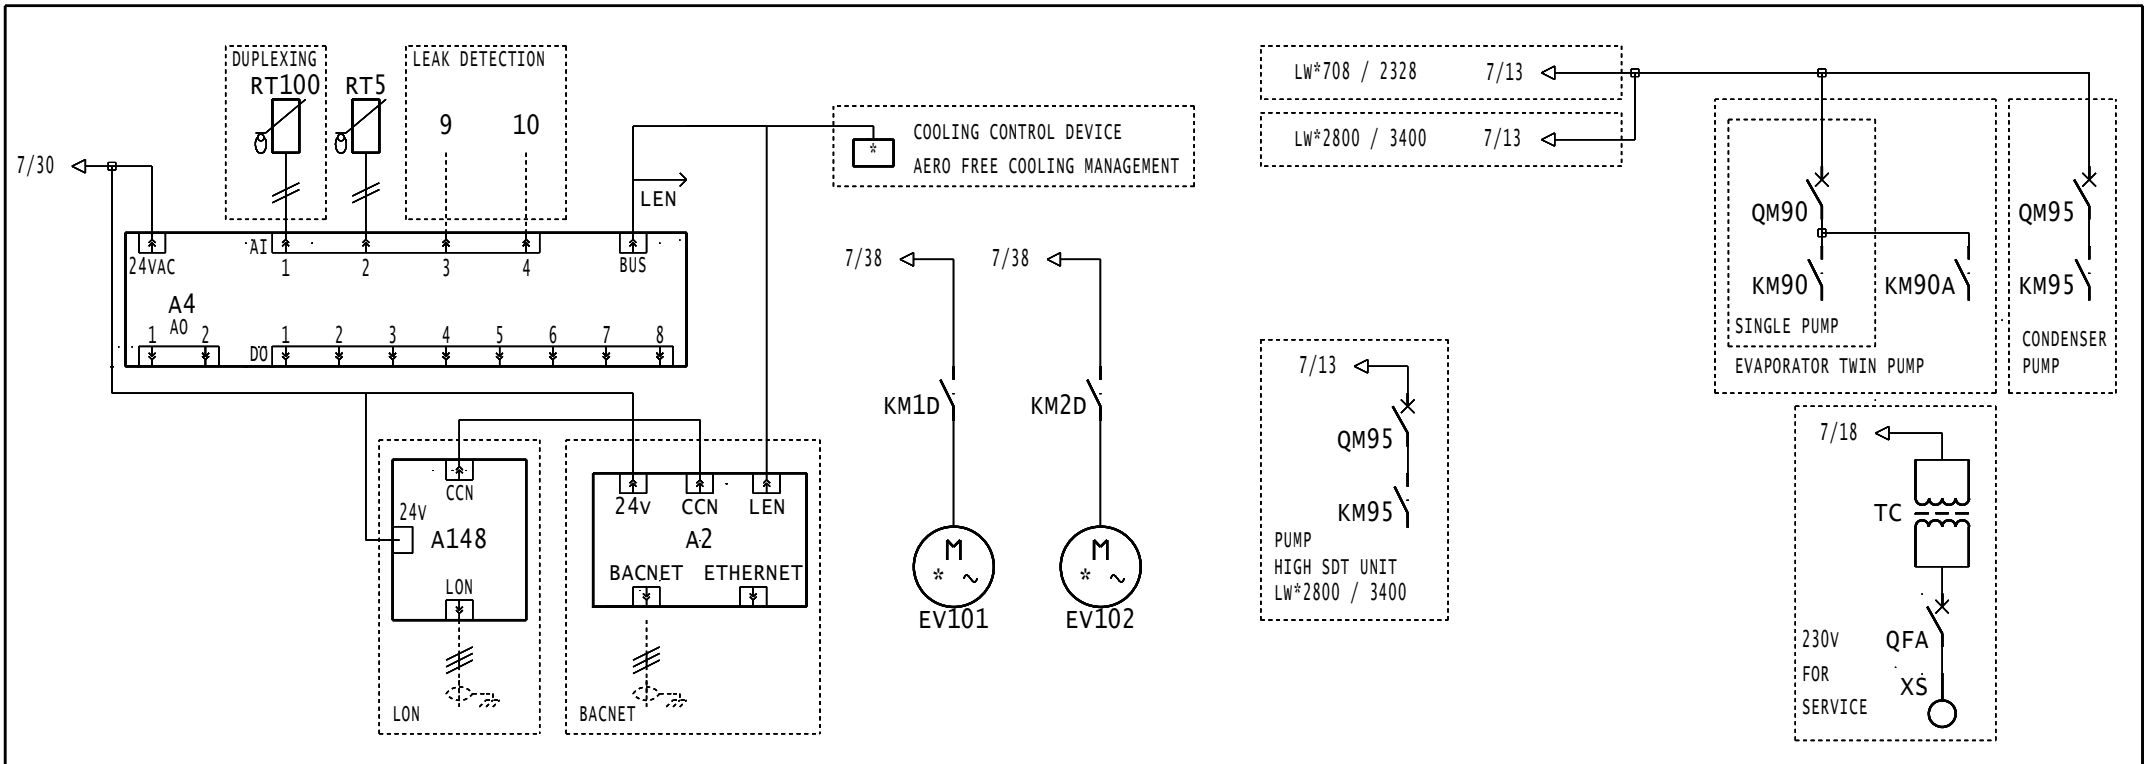 DUPLEXING
RT100
RT5
LEAK DETECTION
9
10
7/30
LEN
*
COOLING CONTROL DEVICE
AERO FREE COOLING MANAGEMENT
24VAC
AI
1
2
3
4
BUS
A4
AO
1
2
DO
1
2
3
4
5
6
7
8
CCN
24v
A148
LON
LON
24v
CCN
LEN
A2
BACNET
ETHERNET
BACNET
7/38
KM1D
M
* ~
EV101
7/38
KM2D
M
* ~
EV102
LW*708 / 2328
7/13
LW*2800 / 3400
7/13
7/13
QM95
KM95
PUMP
HIGH SDT UNIT
LW*2800 / 3400
QM90
KM90
SINGLE PUMP
KM90A
EVAPORATOR TWIN PUMP
QM95
KM95
CONDENSER
PUMP
7/18
TC
QFA
XS
230v
FOR
SERVICE